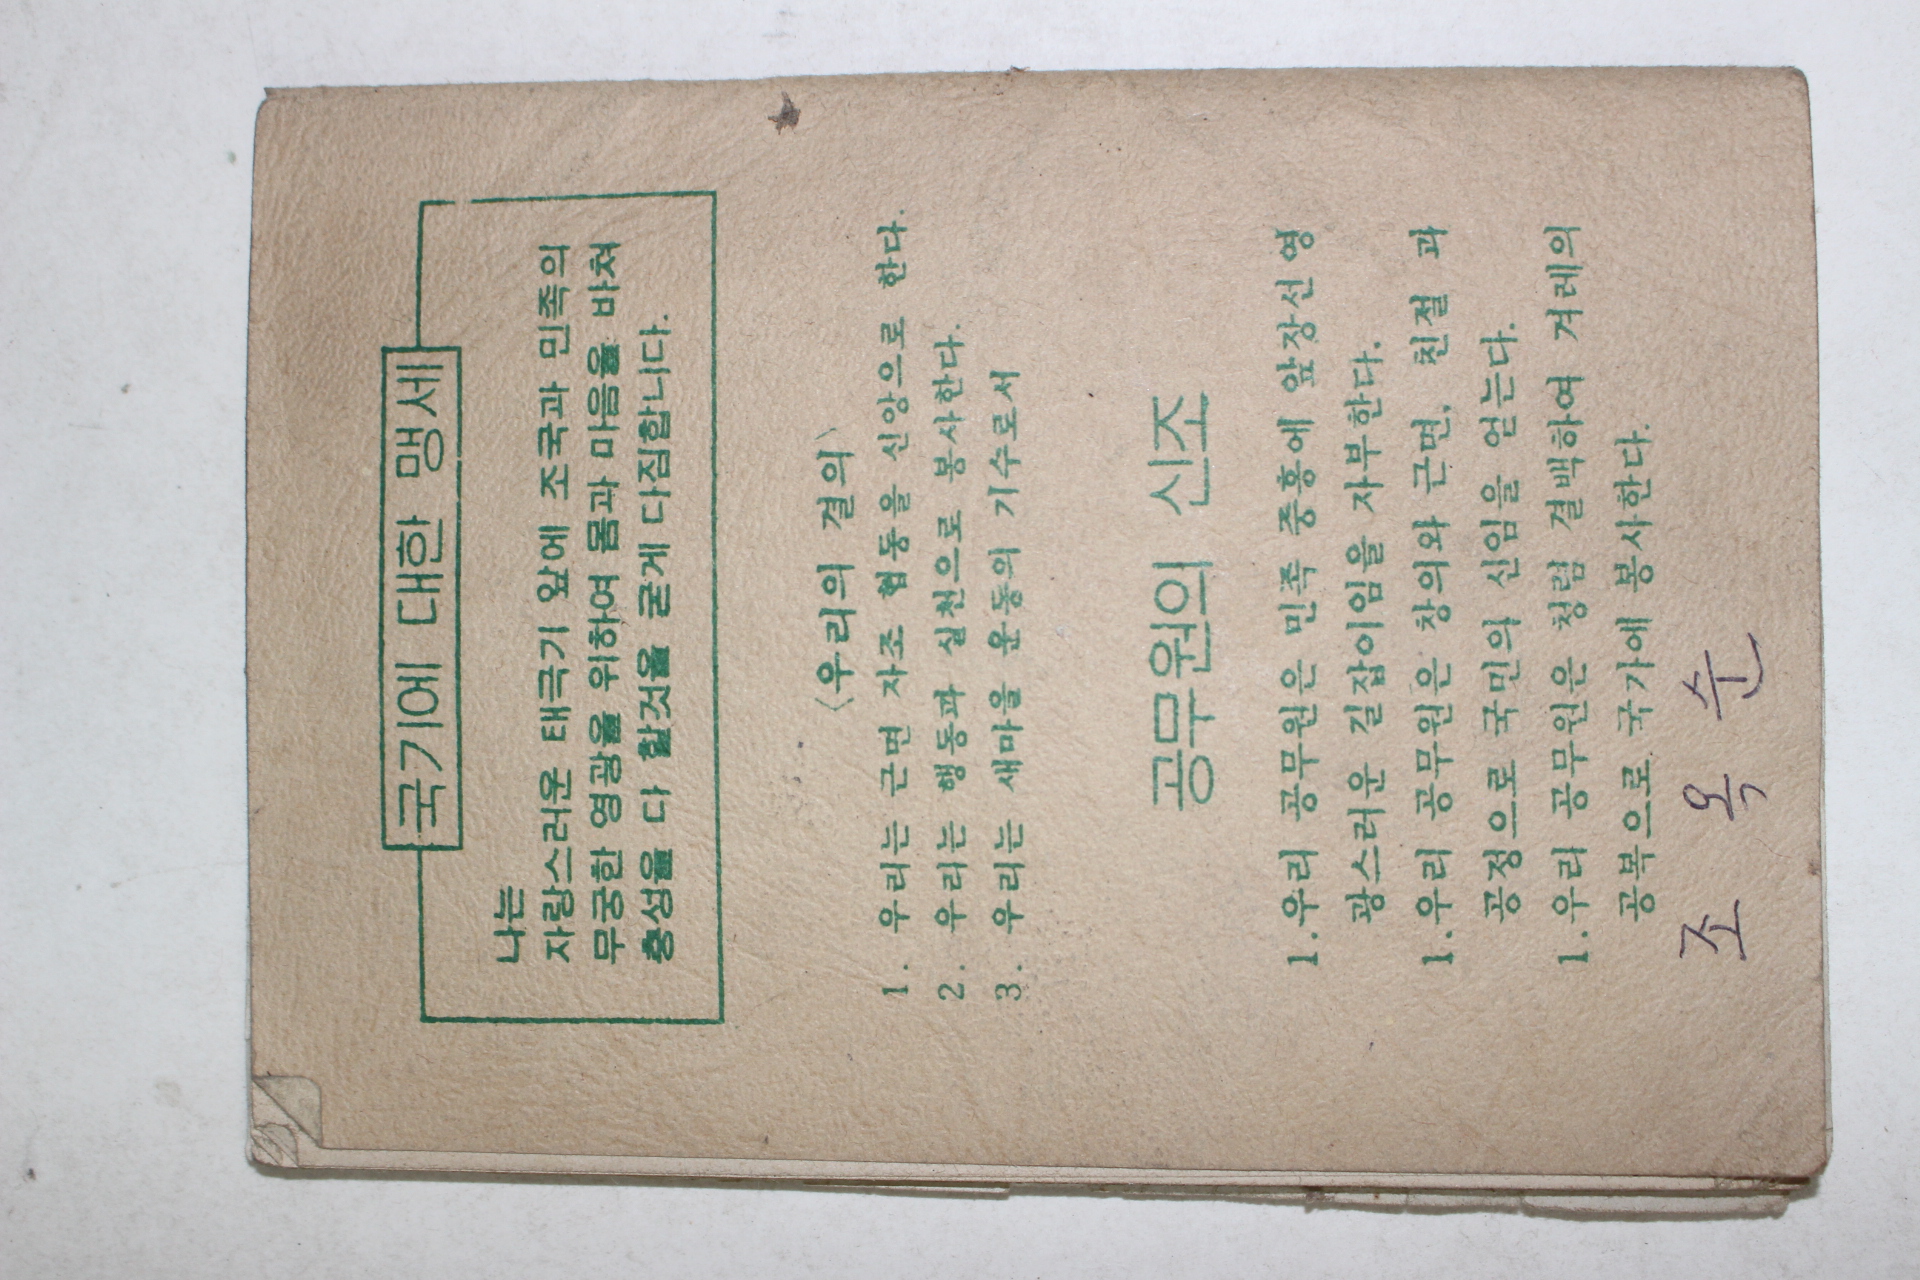 국기에 대한 맹세
나는
자랑스러운 태극기 앞에 조국과 민족의
무궁한 영광을 위하여 몸과 마음을 바쳐
충성을 다 할것을 굳게 다짐합니다.
〈우리의 결의〉
1. 우리는 근면 자조 협동을 신앙으로 한다.
2. 우리는 행동과 실천으로 봉사한다.
3. 우리는 새마을 운동의 기수로서
공무원의 신조
1.우리 공무원은 민족 중흥에 앞장선 영
광스러운 길잡이임을 자부한다.
1.우리 공무원은 창의와 근면, 친절 과
공정으로 국민의 신임을 얻는다.
1.우리 공무원은 청렴 결백하여 겨레의
공복으로 국가에 봉사한다.
조 옥 순